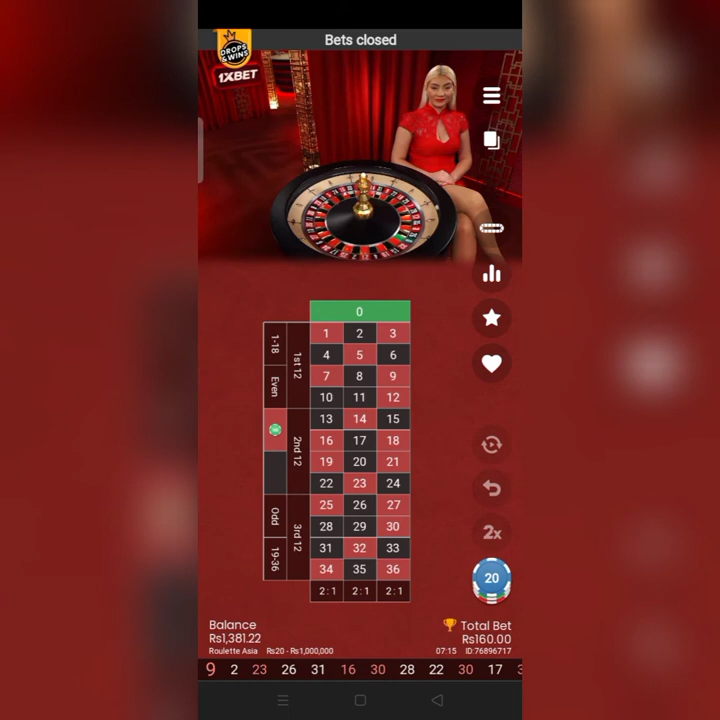 Bets closed
DROPS
&WINS
1XBET
0
1 2 3
4 5 6
7 8 9
10 11 12
13 14 15
16 17 18
19 20 21
22 23 24
25 26 27
28 29 30
31 32 33
34 35 36
2:1 2:1 2:1
1-18
Even
Odd
19-36
1st 12
2nd 12
3rd 12
2x
20
Balance
Rs1,381.22
Roulette Asia Rs20 - Rs1,000,000
Total Bet
Rs160.00
07:15 ID:76896717
9 2 23 26 31 16 30 28 22 30 17